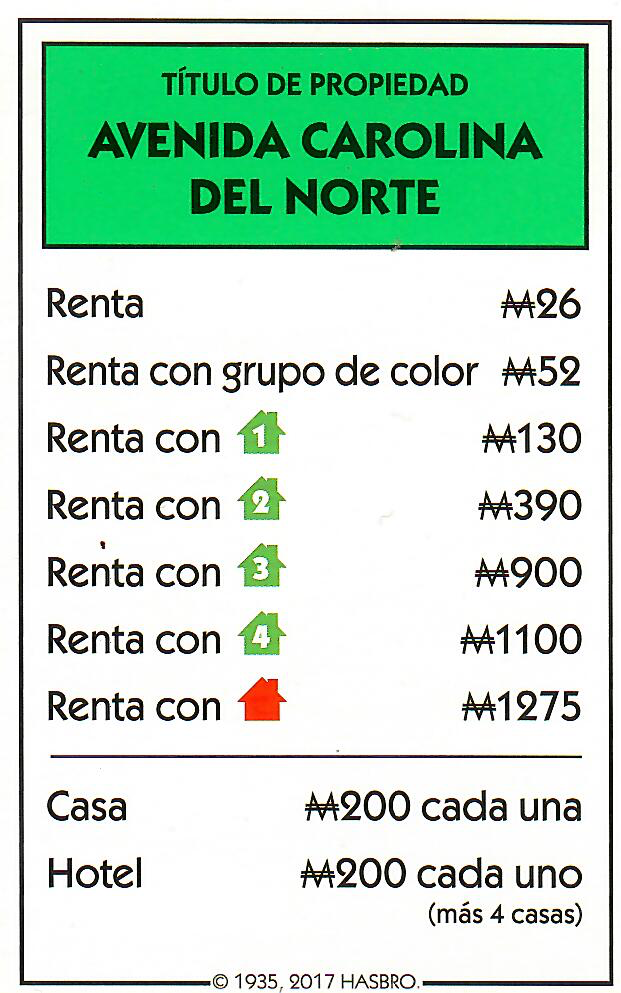 TÍTULO DE PROPIEDAD
AVENIDA CAROLINA
DEL NORTE
Renta ₩26
Renta con grupo de color ₩52
Renta con 1 ₩130
Renta con 2 ₩390
Renta con 3 ₩900
Renta con 4 ₩1100
Renta con ₩1275
Casa ₩200 cada una
Hotel ₩200 cada uno
(más 4 casas)
© 1935, 2017 HASBRO.